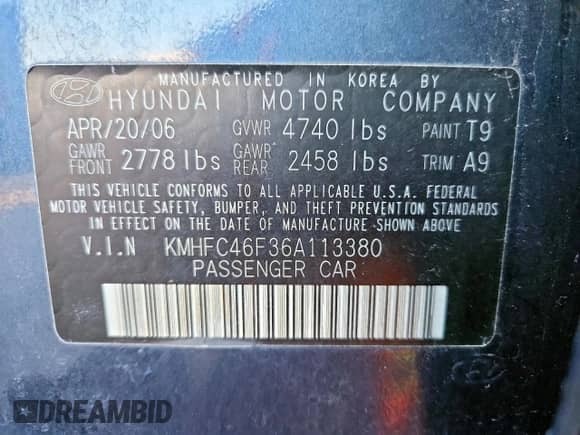 MANUFACTURED IN KOREA BY
HYUNDAI MOTOR COMPANY
APR/20/06 GVWR 4740 lbs PAINT T9
GAWR FRONT 2778 lbs GAWR REAR 2458 lbs TRIM A9
THIS VEHICLE CONFORMS TO ALL APPLICABLE U.S.A. FEDERAL
MOTOR VEHICLE SAFETY, BUMPER, AND THEFT PREVENTION STANDARDS
IN EFFECT ON THE DATE OF MANUFACTURE SHOWN ABOVE
V.I.N KMHFC46F36A113380
PASSENGER CAR
DREAMBID